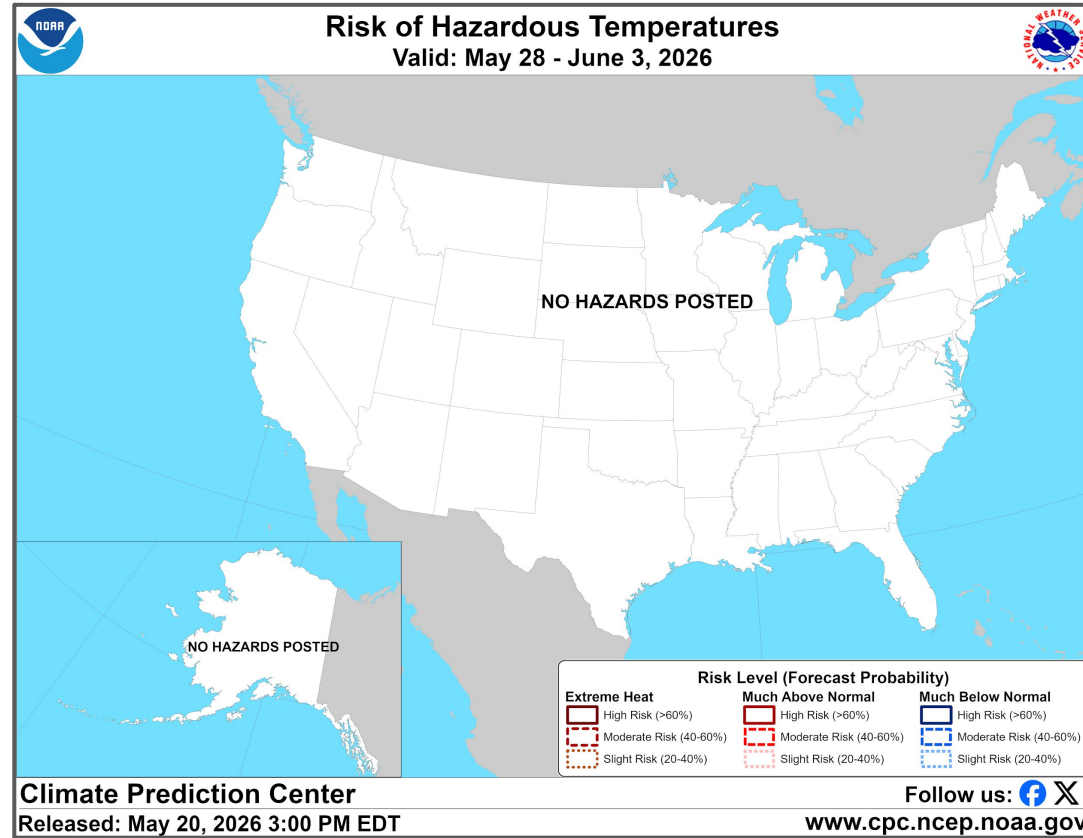 NOAA
Risk of Hazardous Temperatures
Valid: May 28 - June 3, 2026
NATIONAL WEATHER SERVICE
NO HAZARDS POSTED
NO HAZARDS POSTED
Risk Level (Forecast Probability)
Extreme Heat Much Above Normal Much Below Normal
High Risk (>60%) High Risk (>60%) High Risk (>60%)
Moderate Risk (40-60%) Moderate Risk (40-60%) Moderate Risk (40-60%)
Slight Risk (20-40%) Slight Risk (20-40%) Slight Risk (20-40%)
Climate Prediction Center Follow us:
Released: May 20, 2026 3:00 PM EDT www.cpc.ncep.noaa.gov